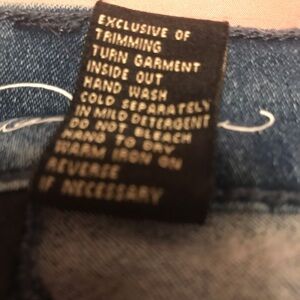 EXCLUSIVE OF
TRIMMING
TURN GARMENT
INSIDE OUT
HAND WASH
COLD SEPARATELY
IN MILD DETERGENT
DO NOT BLEACH
HANG TO DRY
WARM IRON ON
REVERSE
IF NECESSARY